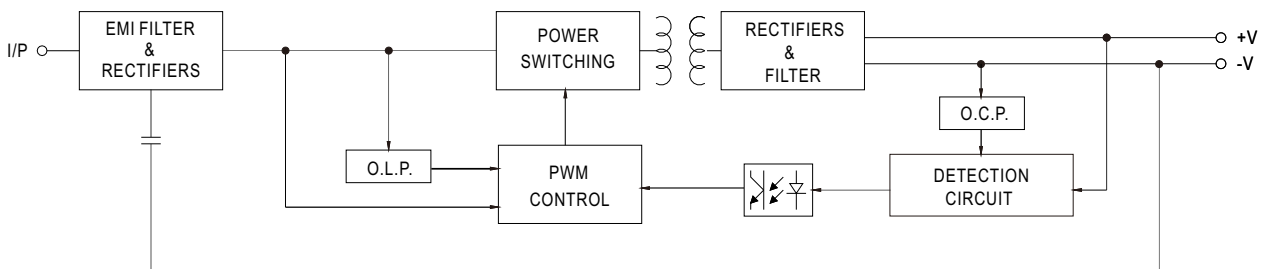 I/P
EMI FILTER
&
RECTIFIERS
POWER
SWITCHING
RECTIFIERS
&
FILTER
+V
-V
O.C.P.
O.L.P.
PWM
CONTROL
DETECTION
CIRCUIT